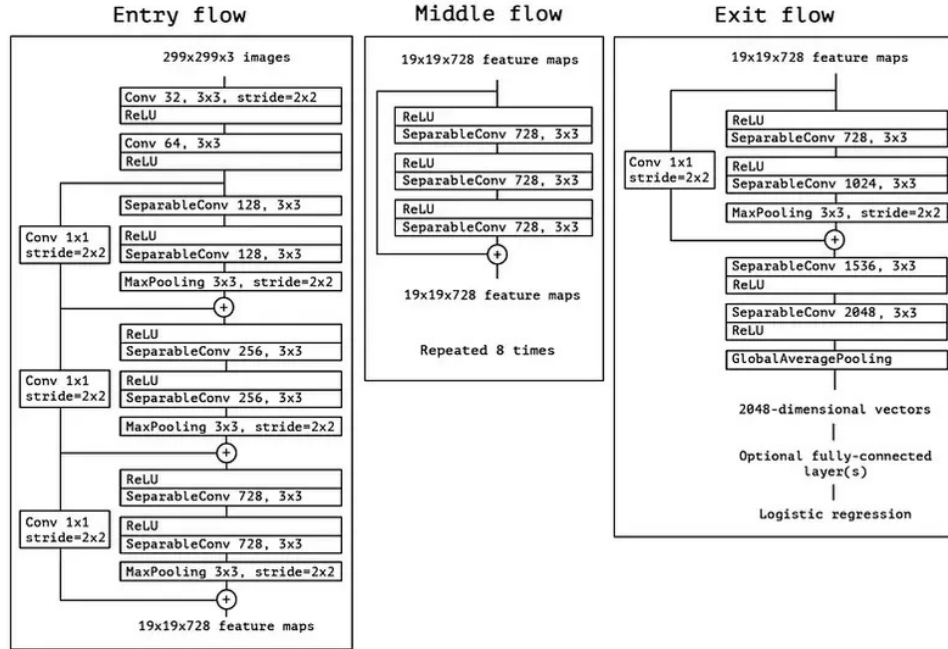 Entry flow
299x299x3 images
Conv 32, 3x3, stride=2x2
ReLU
Conv 64, 3x3
ReLU
SeparableConv 128, 3x3
Conv 1x1
stride=2x2
ReLU
SeparableConv 128, 3x3
MaxPooling 3x3, stride=2x2
+
ReLU
SeparableConv 256, 3x3
Conv 1x1
stride=2x2
ReLU
SeparableConv 256, 3x3
MaxPooling 3x3, stride=2x2
+
ReLU
SeparableConv 728, 3x3
Conv 1x1
stride=2x2
ReLU
SeparableConv 728, 3x3
MaxPooling 3x3, stride=2x2
+
19x19x728 feature maps
Middle flow
19x19x728 feature maps
ReLU
SeparableConv 728, 3x3
ReLU
SeparableConv 728, 3x3
ReLU
SeparableConv 728, 3x3
+
19x19x728 feature maps
Repeated 8 times
Exit flow
19x19x728 feature maps
ReLU
SeparableConv 728, 3x3
Conv 1x1
stride=2x2
ReLU
SeparableConv 1024, 3x3
MaxPooling 3x3, stride=2x2
+
SeparableConv 1536, 3x3
ReLU
SeparableConv 2048, 3x3
ReLU
GlobalAveragePooling
2048-dimensional vectors
Optional fully-connected
layer(s)
Logistic regression